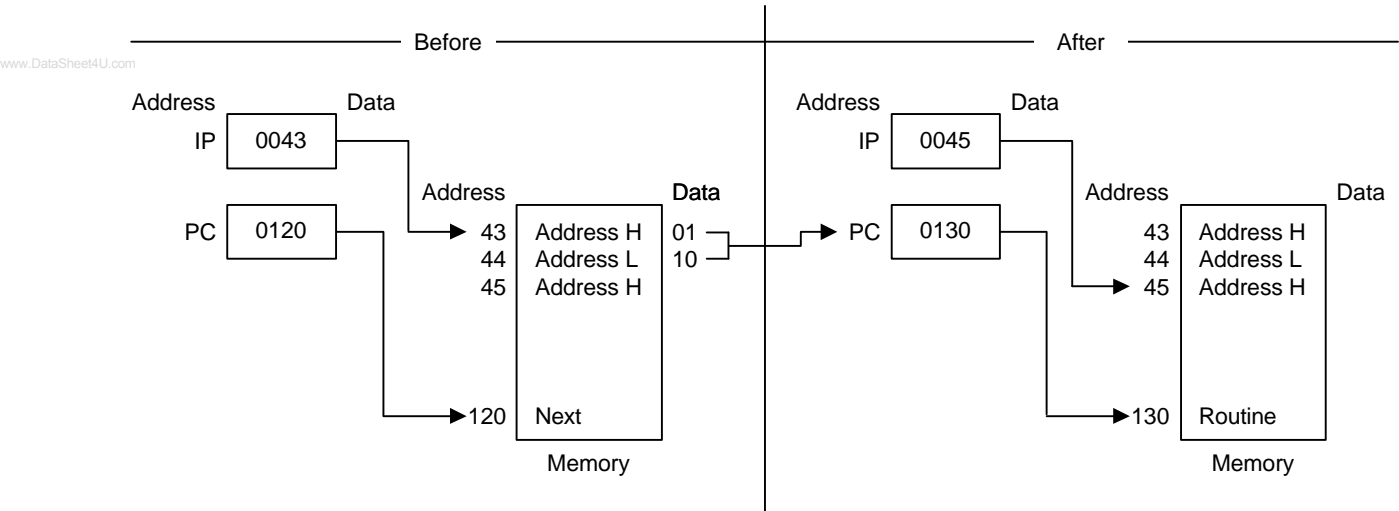 Before
After
www.DataSheet4U.com
Address Data
IP 0043
Address Data
PC 0120
43 Address H 01
44 Address L 10
45 Address H
120 Next
Memory
Address Data
IP 0045
Address Data
PC 0130
43 Address H
44 Address L
45 Address H
130 Routine
Memory